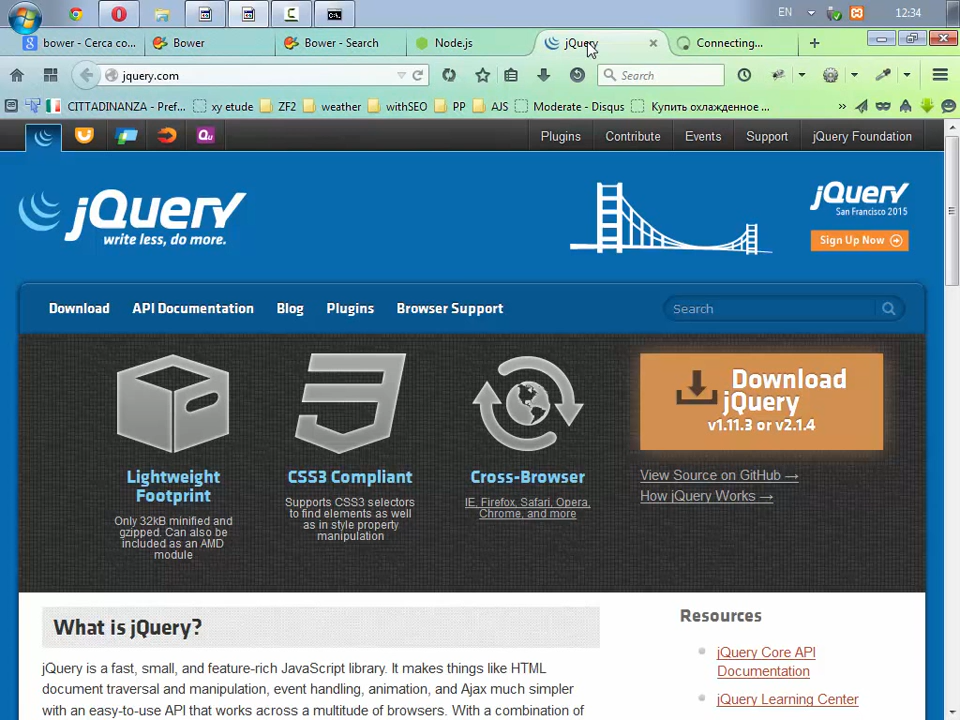 EN 12:34
bower - Cerca co...
Bower
Bower - Search
Node.js
jQuery
Connecting...
jquery.com
Search
CITTADINANZA - Pref...
xy etude
ZF2
weather
withSEO
PP
AJS
Moderate - Disqus
Купить охлажденное ...
Plugins
Contribute
Events
Support
jQuery Foundation
jQuery
write less, do more.
jQuery
San Francisco 2015
Sign Up Now
Download
API Documentation
Blog
Plugins
Browser Support
Search
Lightweight
Footprint
Only 32kB minified and
gzipped. Can also be
included as an AMD
module
CSS3 Compliant
Supports CSS3 selectors
to find elements as well
as in style property
manipulation
Cross-Browser
IE, Firefox, Safari, Opera,
Chrome, and more
Download
jQuery
v1.11.3 or v2.1.4
View Source on GitHub →
How jQuery Works →
What is jQuery?
jQuery is a fast, small, and feature-rich JavaScript library. It makes things like HTML
document traversal and manipulation, event handling, animation, and Ajax much simpler
with an easy-to-use API that works across a multitude of browsers. With a combination of
Resources
jQuery Core API
Documentation
jQuery Learning Center